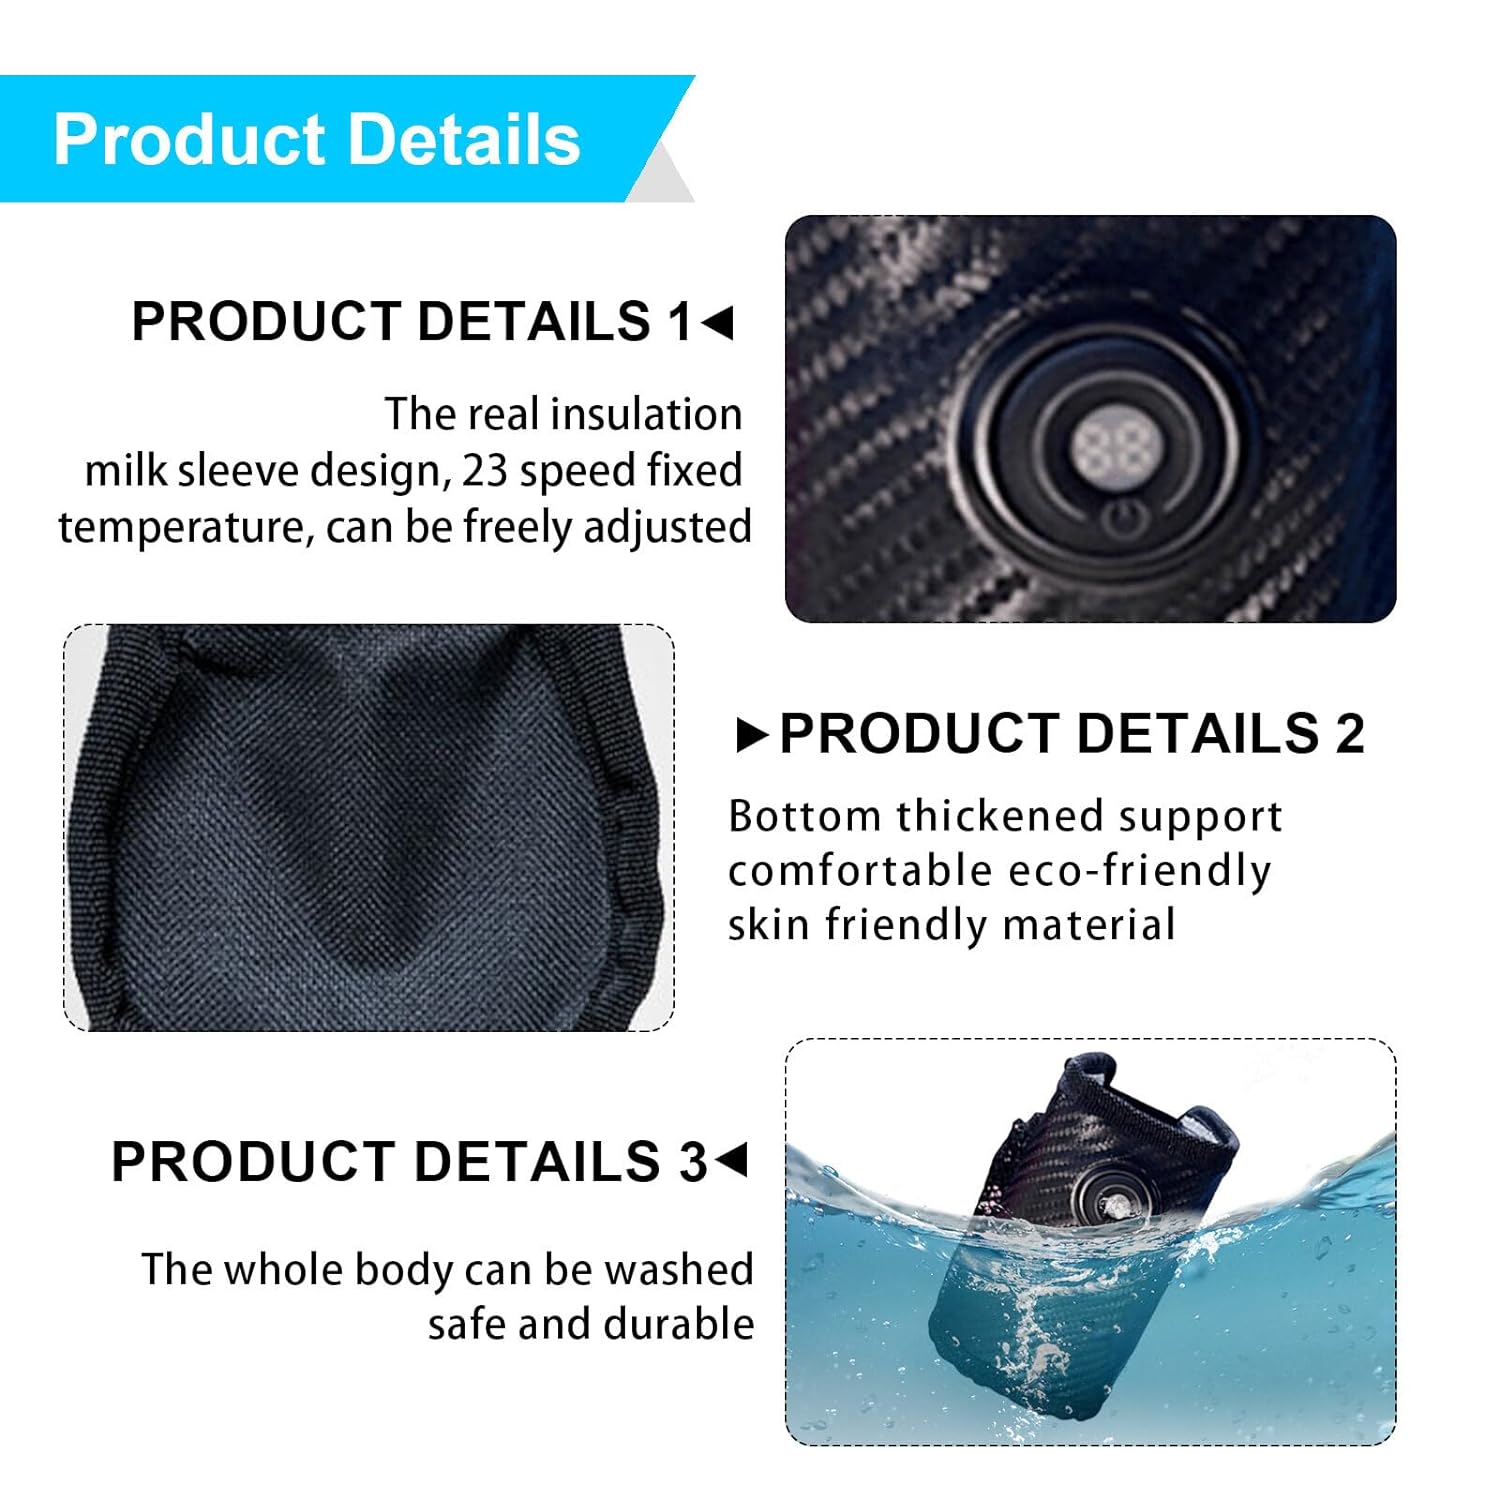 Product Details
PRODUCT DETAILS 1
The real insulation
milk sleeve design, 23 speed fixed
temperature, can be freely adjusted
88
PRODUCT DETAILS 2
Bottom thickened support
comfortable eco-friendly
skin friendly material
PRODUCT DETAILS 3
The whole body can be washed
safe and durable